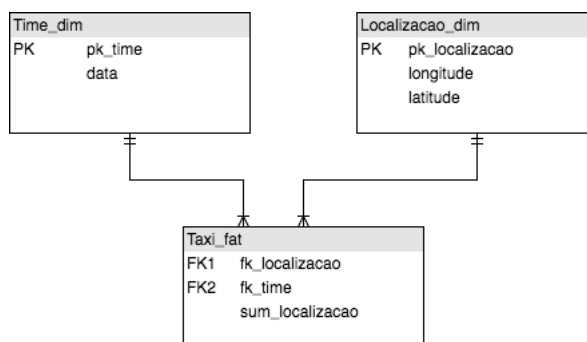 Time_dim
PK pk_time
data
Localizacao_dim
PK pk_localizacao
longitude
latitude
Taxi_fat
FK1 fk_localizacao
FK2 fk_time
sum_localizacao